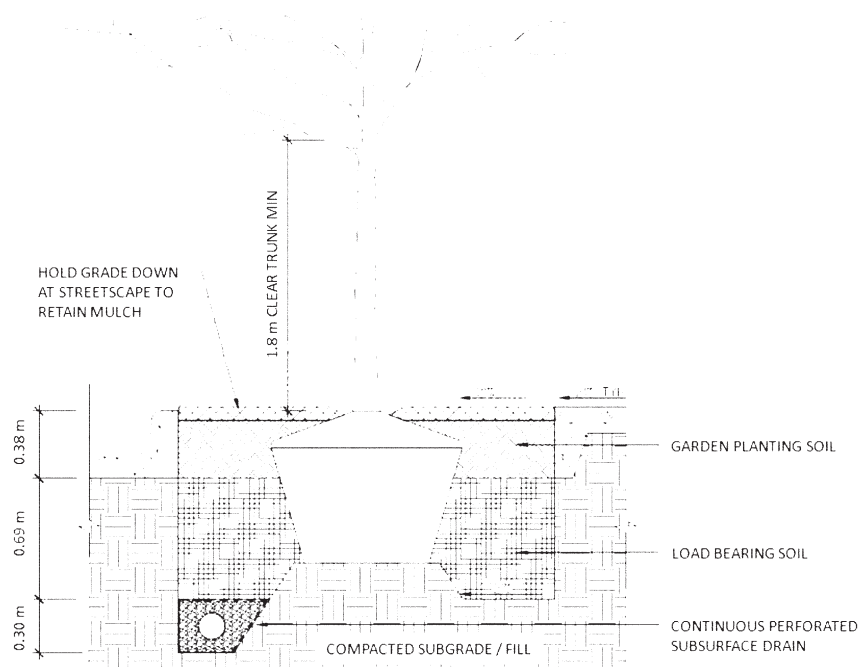 1.8 m CLEAR TRUNK MIN
HOLD GRADE DOWN
AT STREETSCAPE TO
RETAIN MULCH
0.38 m
0.69 m
0.30 m
GARDEN PLANTING SOIL
LOAD BEARING SOIL
CONTINUOUS PERFORATED
SUBSURFACE DRAIN
COMPACTED SUBGRADE / FILL